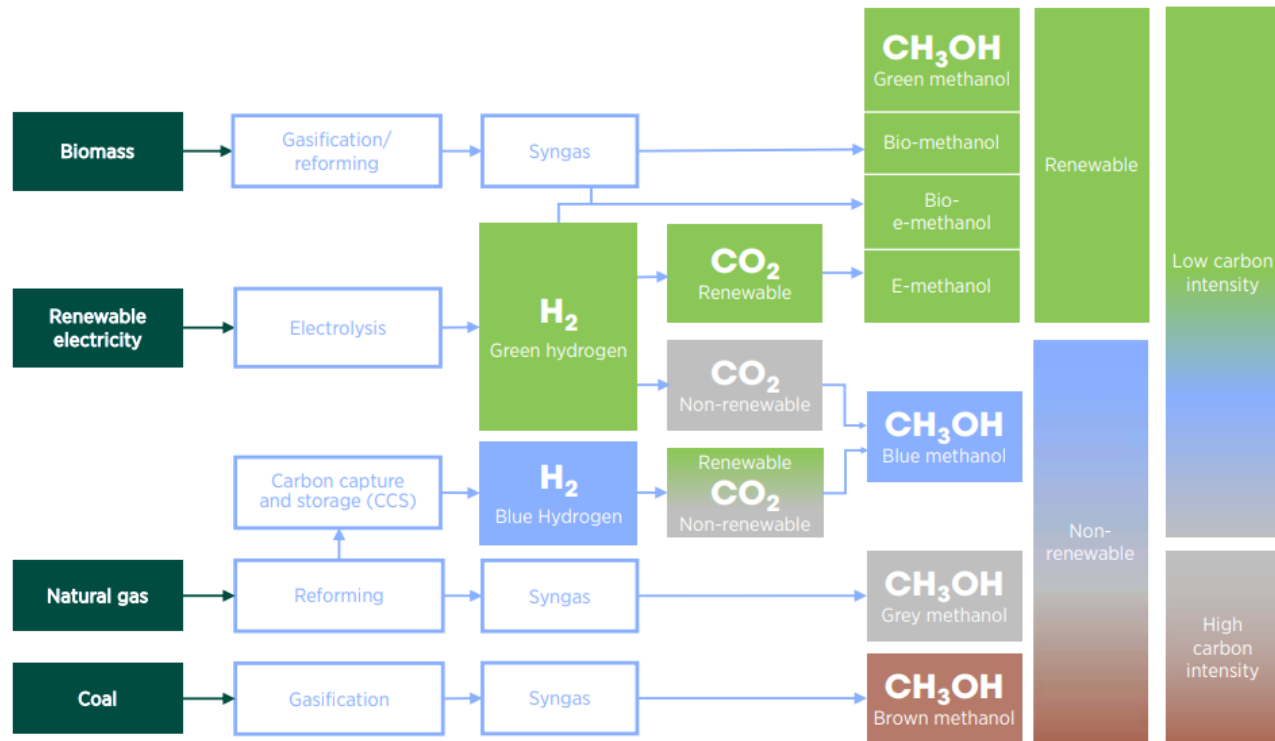 CH₃OH
Green methanol
Biomass
Gasification/
reforming
Syngas
Bio-methanol
Renewable
Bio-
e-methanol
Renewable
electricity
Electrolysis
H₂
Green hydrogen
CO₂
Renewable
E-methanol
Low carbon
intensity
CO₂
Non-renewable
CH₃OH
Blue methanol
Carbon capture
and storage (CCS)
H₂
Blue Hydrogen
Renewable
CO₂
Non-renewable
Non-
renewable
Natural gas
Reforming
Syngas
CH₃OH
Grey methanol
High
carbon
intensity
Coal
Gasification
Syngas
CH₃OH
Brown methanol